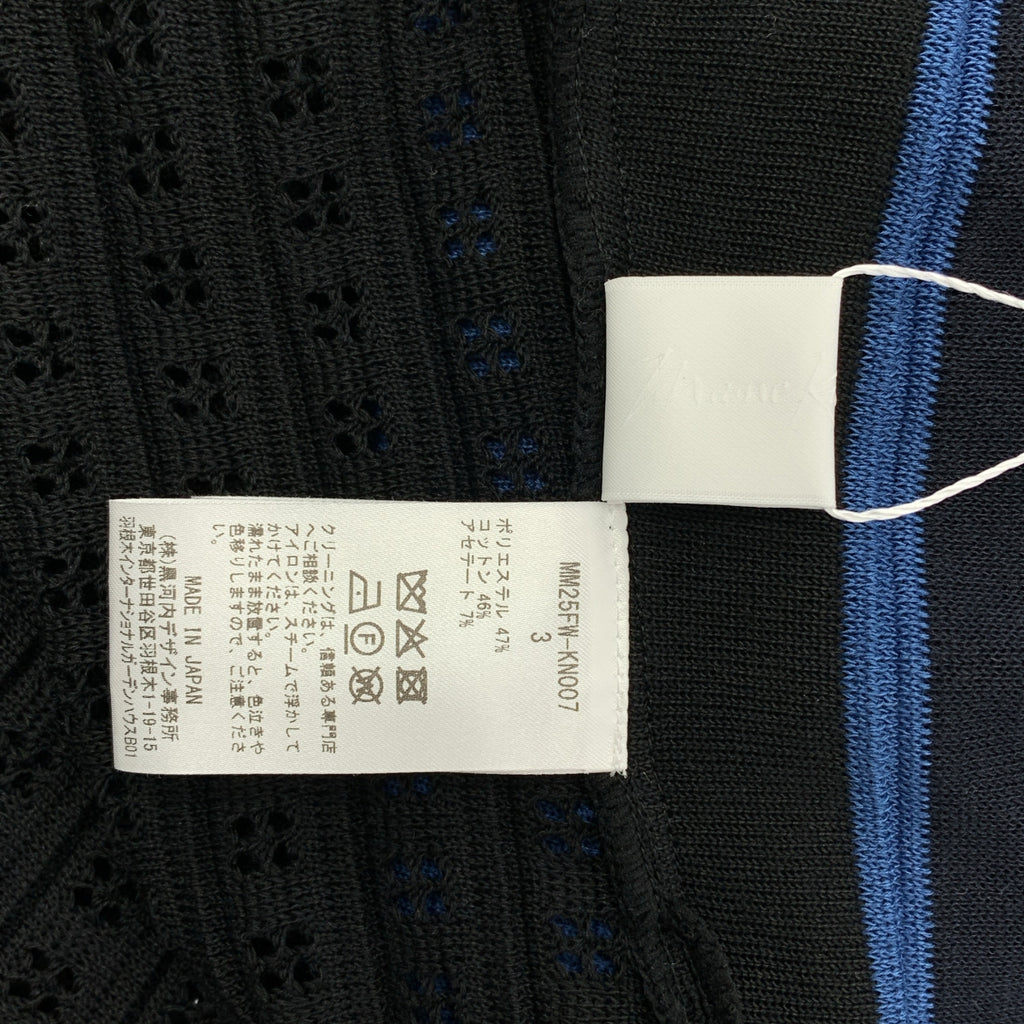 MM25FW-KN007
3
ポリエステル 47%
コットン 46%
アセテート 7%
F
クリーニングは、信頼ある専門店
へご相談ください。
アイロンは、スチームで浮かして
かけてください。
濡れたまま放置すると、色泣きや
色移りしますので、ご注意くださ
い。
MADE IN JAPAN
(株)黒河内デザイン事務所
東京都世田谷区羽根木1-19-15
羽根木インターナショナルガーデンハウスB01